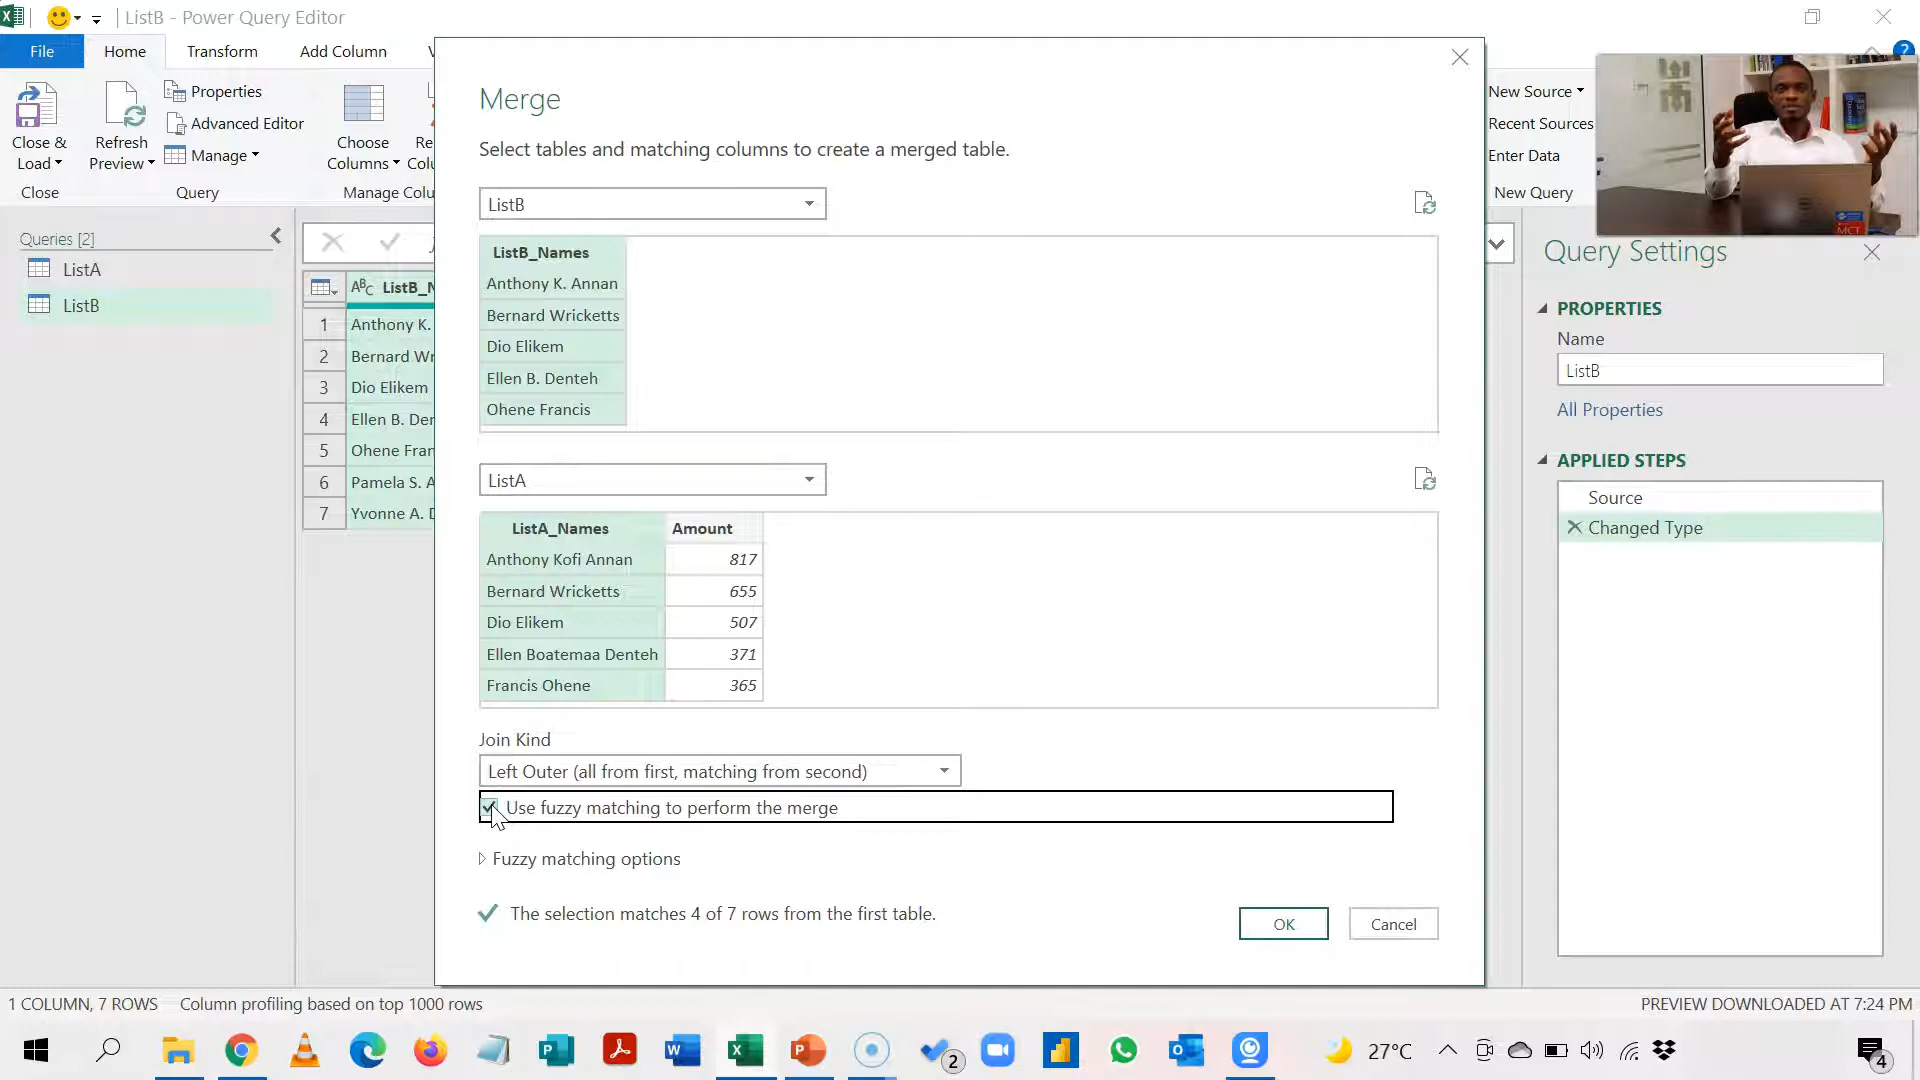 ListB - Power Query Editor
File
Home
Transform
Add Column
Close &
Load
Close
Refresh
Preview
Properties
Advanced Editor
Manage
Query
Choose
Columns
Re
Colu
Manage Colu
New Source
Recent Sources
Enter Data
New Query
MCT
Queries [2]
ListA
ListB
ABC ListB_N
1 Anthony K.
2 Bernard Wr
3 Dio Elikem
4 Ellen B. Der
5 Ohene Fran
6 Pamela S. A
7 Yvonne A. D
Merge
Select tables and matching columns to create a merged table.
ListB
ListB_Names
Anthony K. Annan
Bernard Wricketts
Dio Elikem
Ellen B. Denteh
Ohene Francis
ListA
ListA_Names Amount
Anthony Kofi Annan 817
Bernard Wricketts 655
Dio Elikem 507
Ellen Boatemaa Denteh 371
Francis Ohene 365
Join Kind
Left Outer (all from first, matching from second)
Use fuzzy matching to perform the merge
Fuzzy matching options
The selection matches 4 of 7 rows from the first table.
OK
Cancel
Query Settings
PROPERTIES
Name
ListB
All Properties
APPLIED STEPS
Source
Changed Type
1 COLUMN, 7 ROWS Column profiling based on top 1000 rows
PREVIEW DOWNLOADED AT 7:24 PM
2
27°C
4